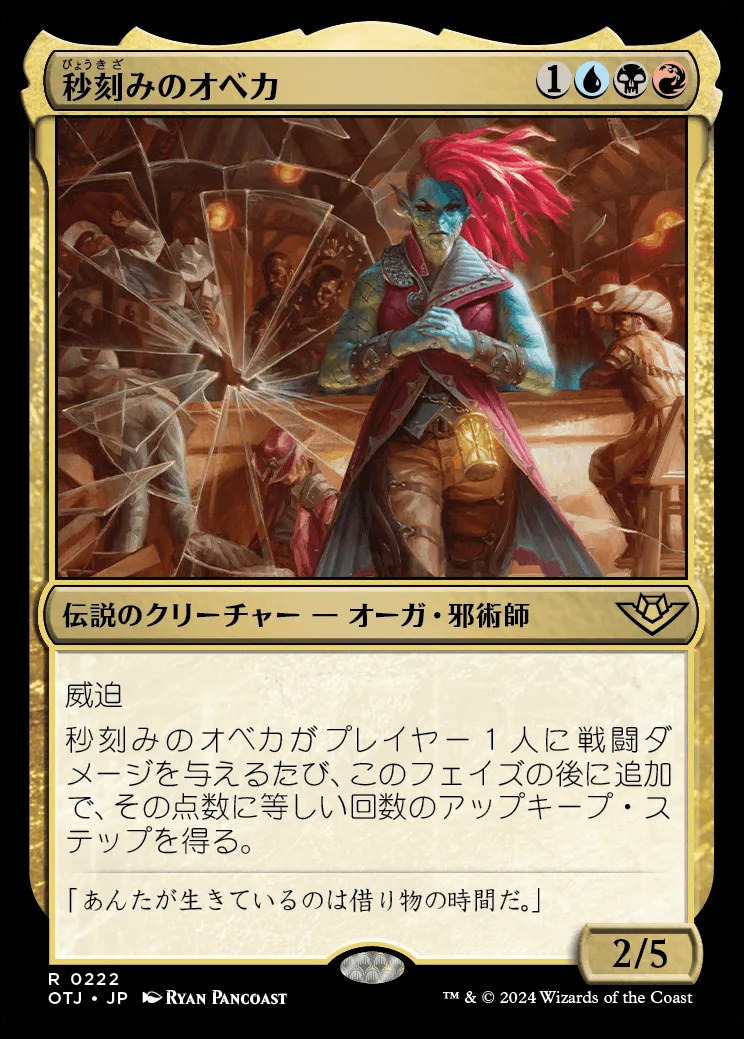 びょうきざ
秒刻みのオベカ
1
伝説のクリーチャー — オーガ・邪術師
威迫
秒刻みのオベカがプレイヤー１人に戦闘ダ
メージを与えるたび、このフェイズの後に追加
で、その点数に等しい回数のアップキープ・ス
テップを得る。
「あんたが生きているのは借り物の時間だ。」
2/5
R 0222
OTJ • JP Ryan Pancoast
™ & © 2024 Wizards of the Coast